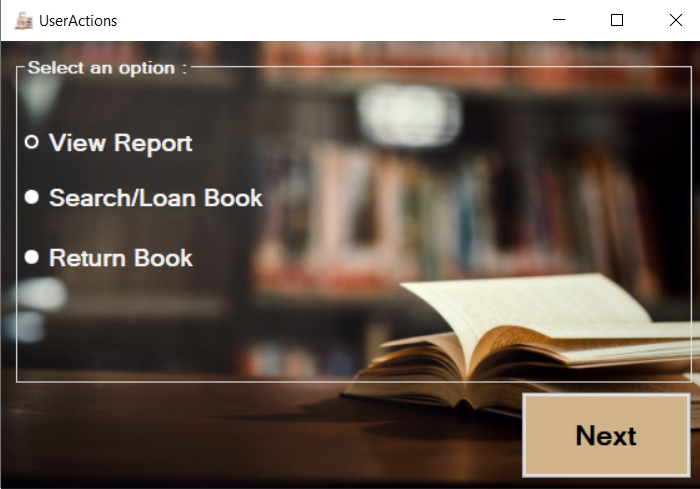 UserActions
Select an option :
View Report
Search/Loan Book
Return Book
Next